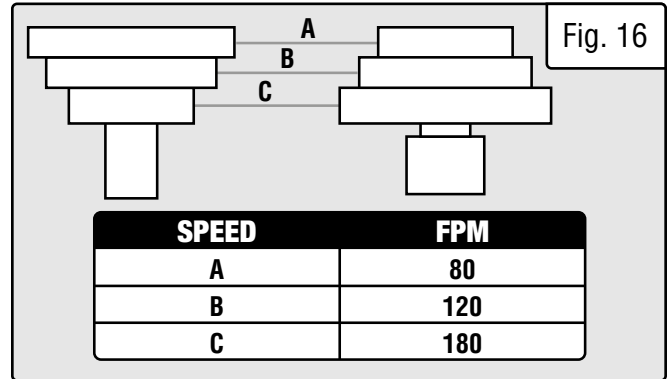 Fig. 16
A
B
C
SPEED FPM
A 80
B 120
C 180